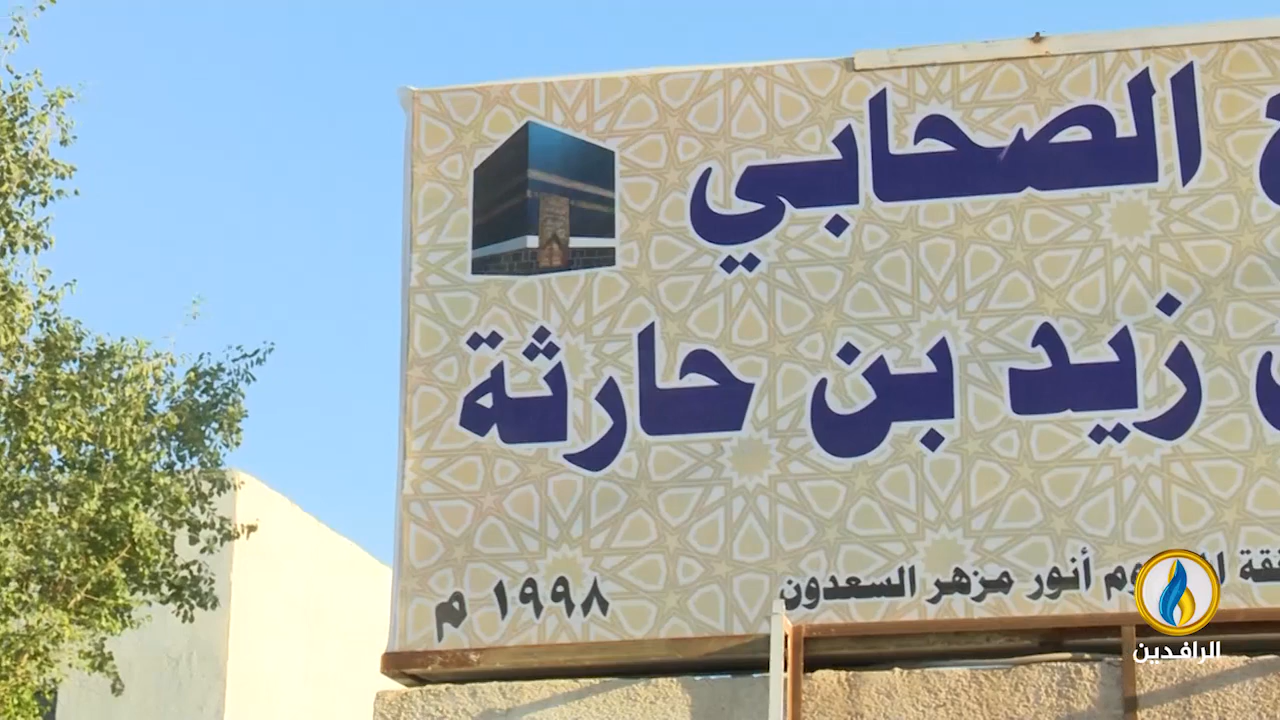 الصحابي
زيد بن حارثة
أنور مزهر السعدون
١٩٩٨ م
الرافدين